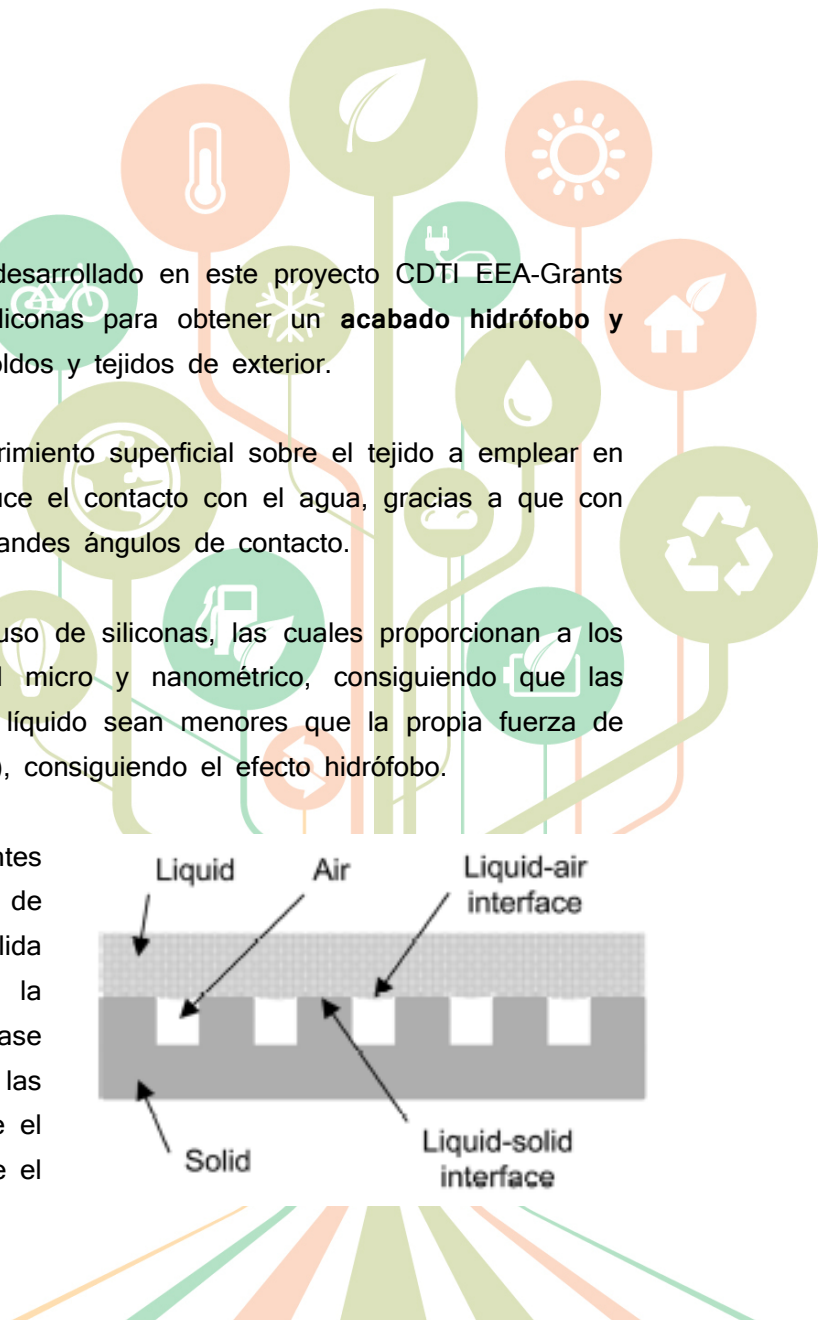 desarrollado en este proyecto CDTI EEA-Grants
liconas para obtener un acabado hidrófobo y
oldos y tejidos de exterior.
rimiento superficial sobre el tejido a emplear en
uce el contacto con el agua, gracias a que con
andes ángulos de contacto.
uso de siliconas, las cuales proporcionan a los
l micro y nanométrico, consiguiendo que las
líquido sean menores que la propia fuerza de
), consiguiendo el efecto hidrófobo.
ntes
de
lida
la
ase
las
e el
e el
Liquid
Air
Liquid-air
interface
Solid
Liquid-solid
interface